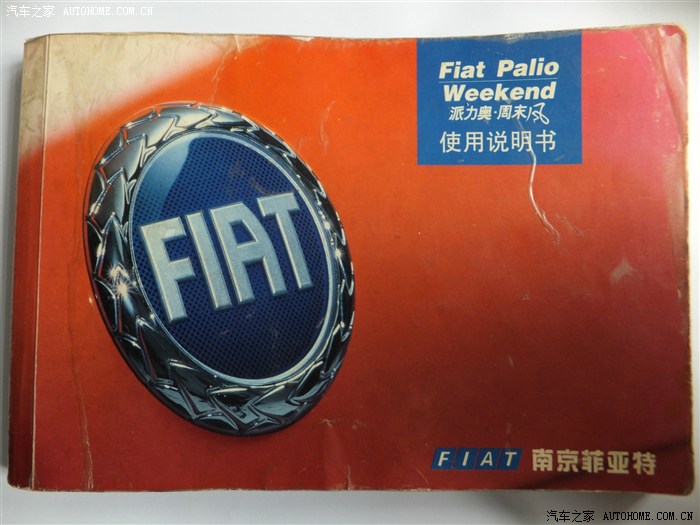 汽车之家 AUTOHOME.COM.CN
Fiat Palio
Weekend
派力奥·周末风
使用说明书
FIAT
FIAT 南京菲亚特
汽车之家 AUTOHOME.COM.CN